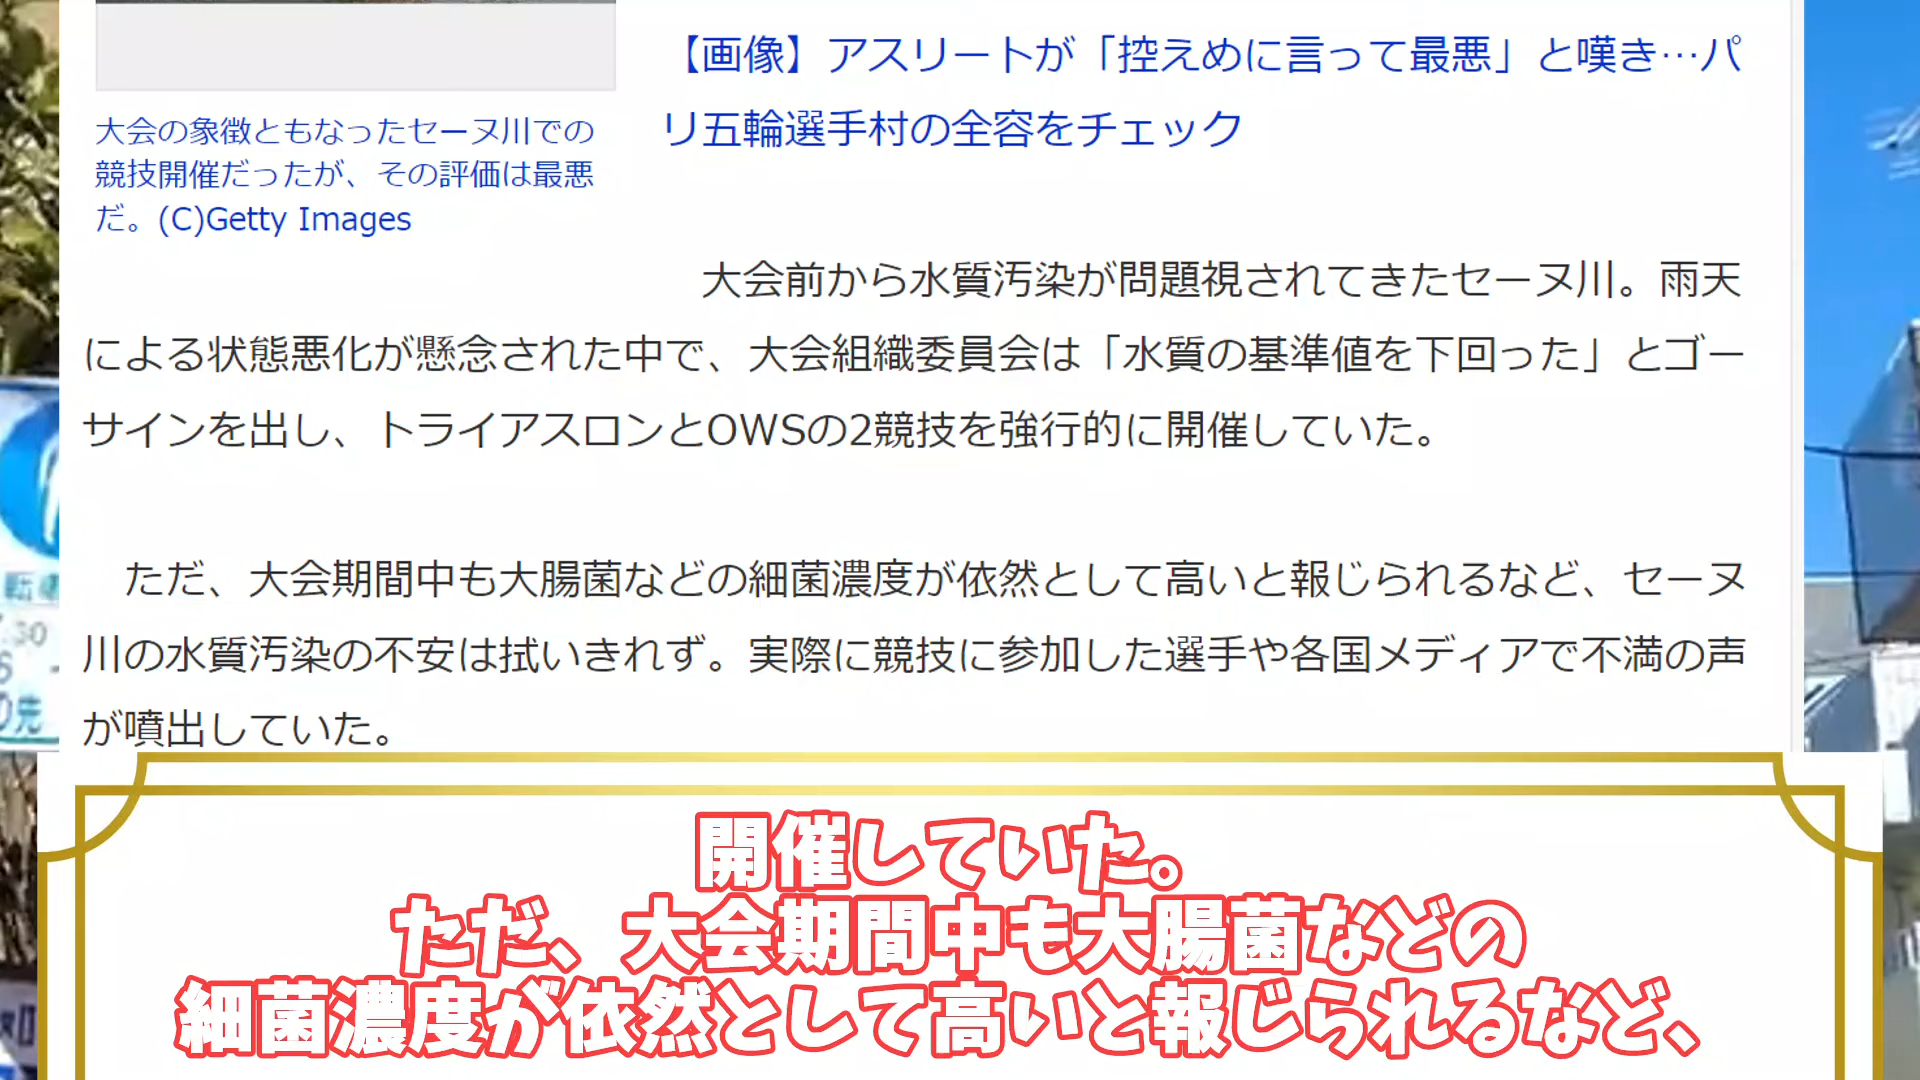 【画像】アスリートが「控えめに言って最悪」と嘆き…パ
リ五輪選手村の全容をチェック
大会の象徴ともなったセーヌ川での
競技開催だったが、その評価は最悪
だ。(C)Getty Images
大会前から水質汚染が問題視されてきたセーヌ川。雨天
による状態悪化が懸念された中で、大会組織委員会は「水質の基準値を下回った」とゴー
サインを出し、トライアスロンとOWSの2競技を強行的に開催していた。
ただ、大会期間中も大腸菌などの細菌濃度が依然として高いと報じられるなど、セーヌ
川の水質汚染の不安は拭いきれず。実際に競技に参加した選手や各国メディアで不満の声
が噴出していた。
開催していた。
ただ、大会期間中も大腸菌などの
細菌濃度が依然として高いと報じられるなど、